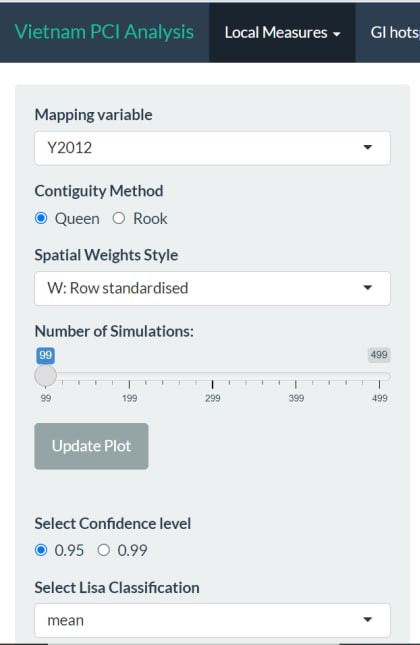 Vietnam PCI Analysis Local Measures GI hots
Mapping variable
Y2012
Contiguity Method
Queen Rook
Spatial Weights Style
W: Row standardised
Number of Simulations:
99 499
99 199 299 399 499
Update Plot
Select Confidence level
0.95 0.99
Select Lisa Classification
mean